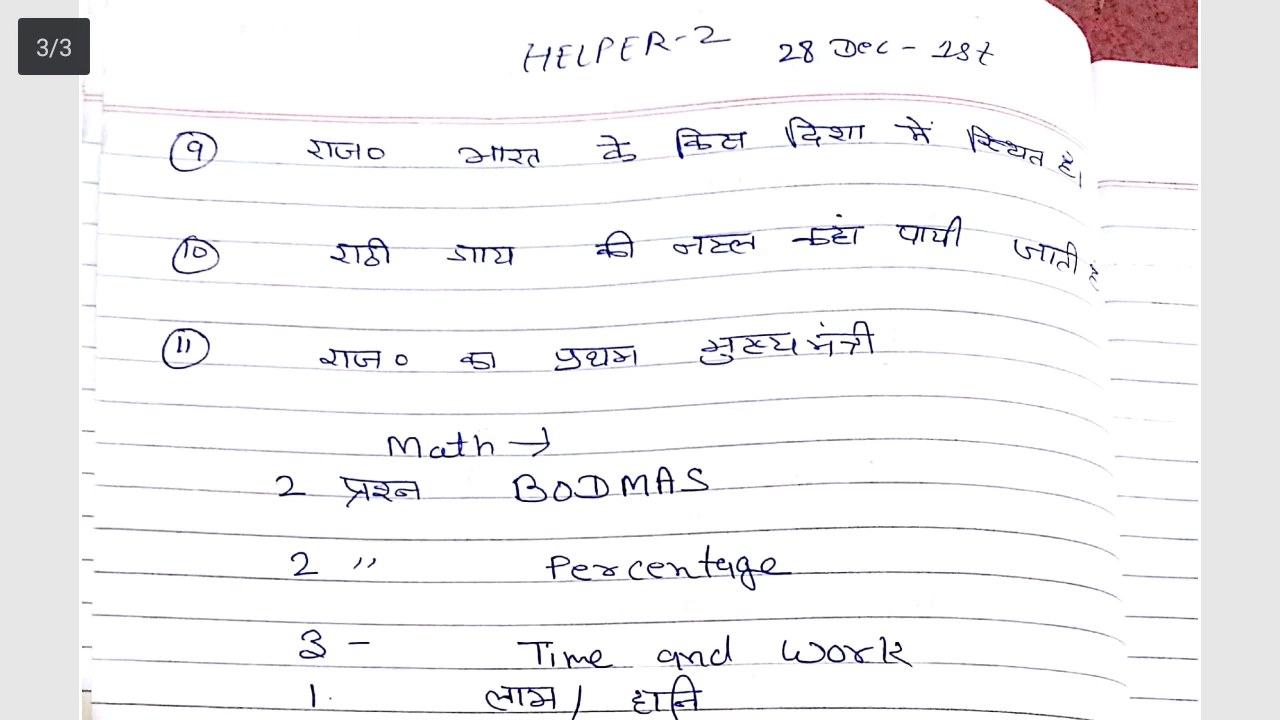 3/3
HELPER-2 28 Dec - 1st
9 राज० भारत के किस दिशा में स्थित है।
10 राठी गाय की नस्ल कहां पायी जाती है
11 राज० का प्रथम मुख्यमंत्री
Math →
2 प्रश्न BODMAS
2 ,, Percentage
3 - Time and Work
1. लाभ / हानि